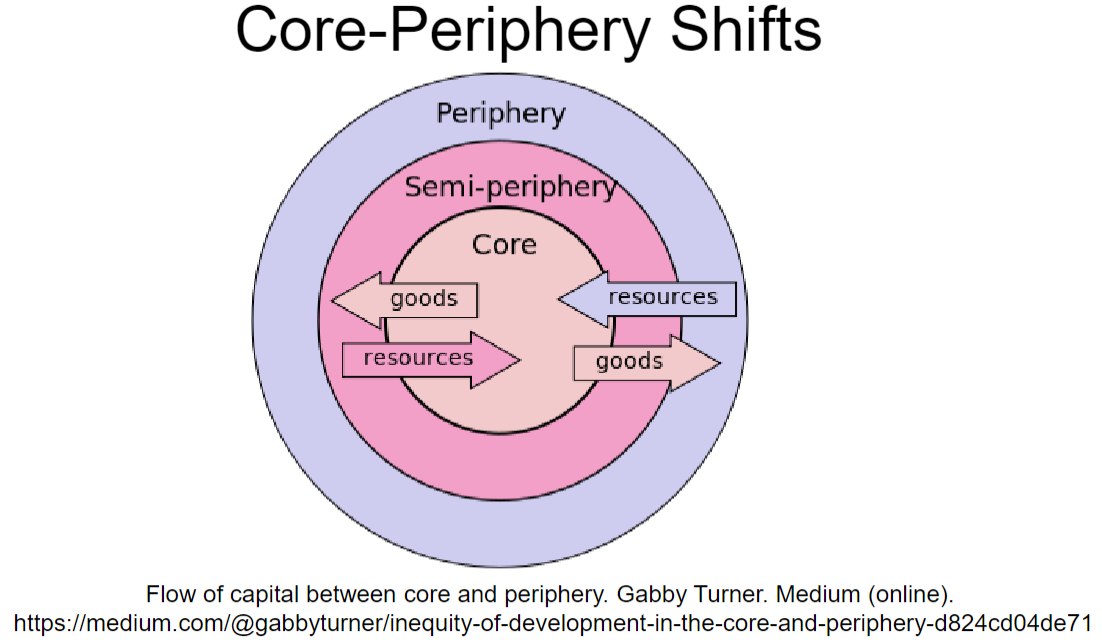 Core-Periphery Shifts
Periphery
Semi-periphery
Core
goods
resources
resources
goods
Flow of capital between core and periphery. Gabby Turner. Medium (online).
https://medium.com/@gabbyturner/inequity-of-development-in-the-core-and-periphery-d824cd04de71